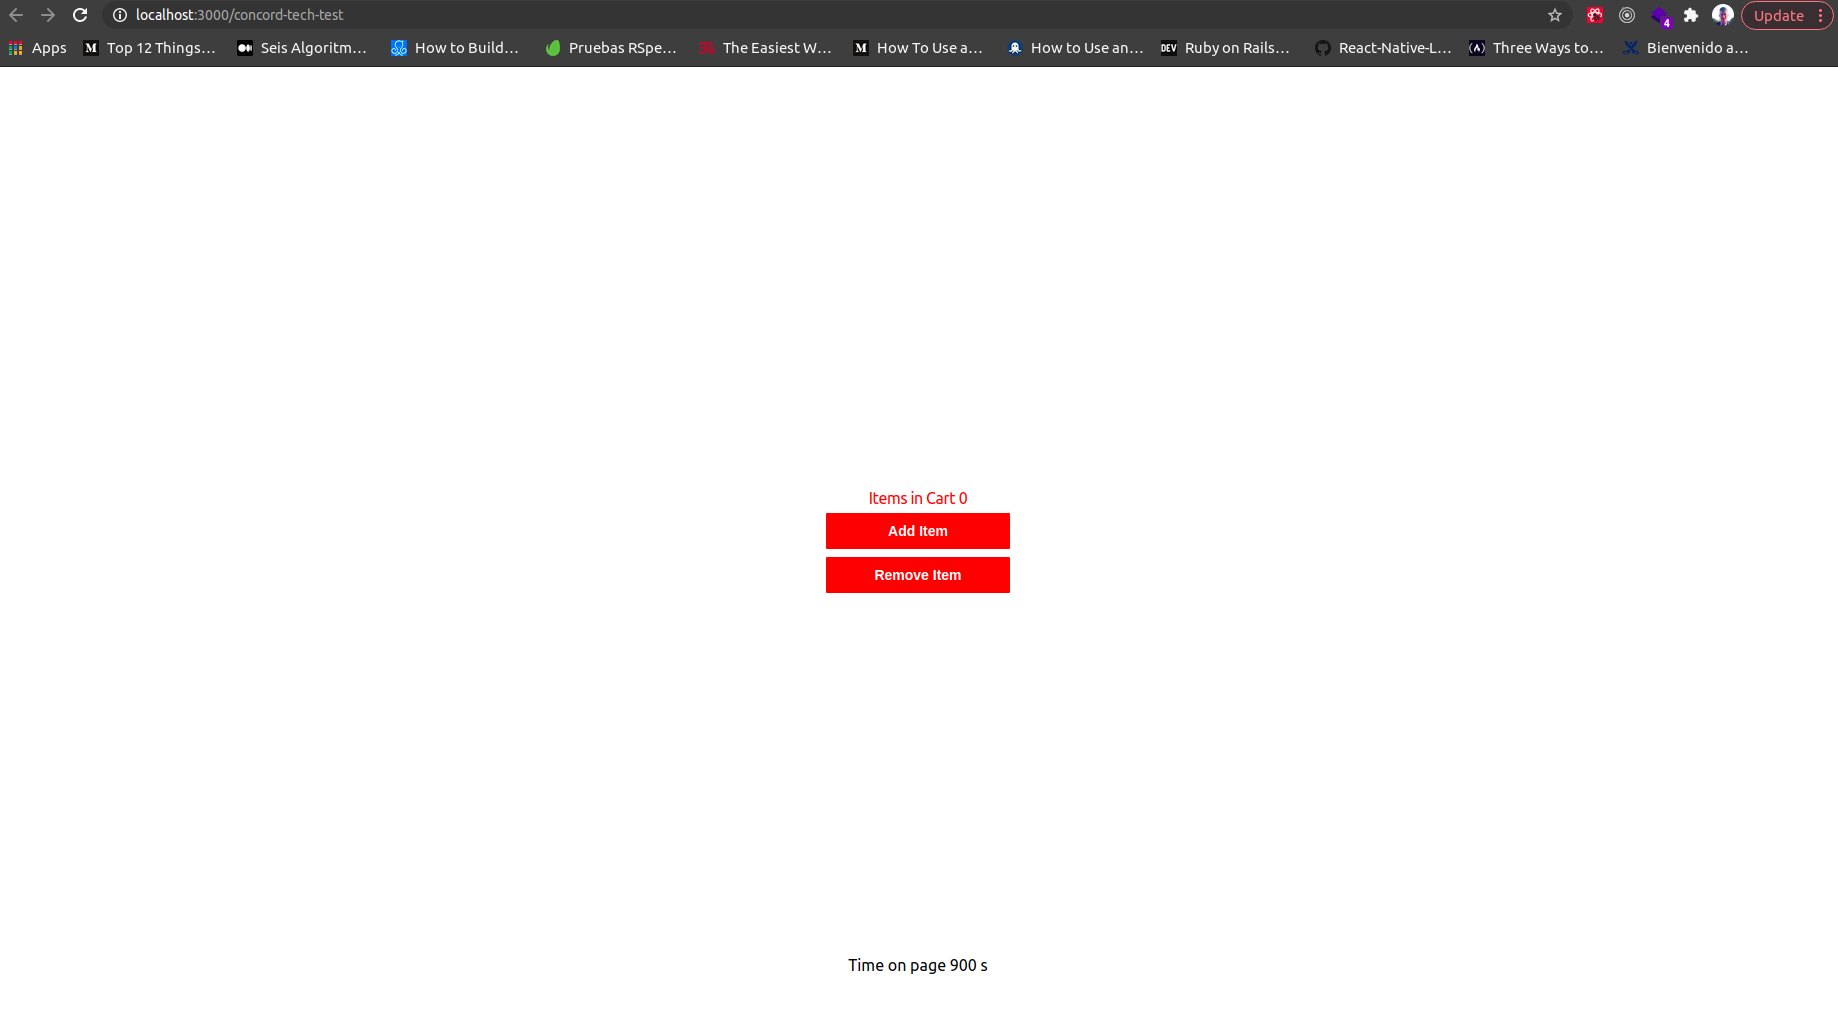 localhost:3000/concord-tech-test
4
Update
Apps
M Top 12 Things...
Seis Algoritm...
How to Build...
Pruebas RSpe...
The Easiest W...
M How To Use a...
How to Use an...
DEV Ruby on Rails...
React-Native-L...
Three Ways to...
Bienvenido a...
Items in Cart 0
Add Item
Remove Item
Time on page 900 s